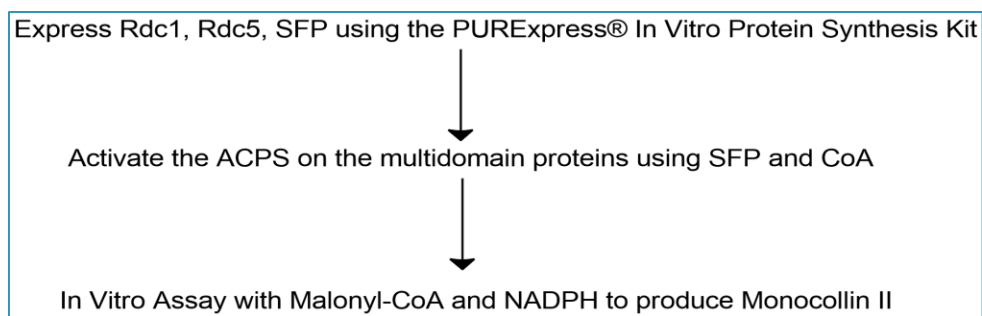 Express Rdc1, Rdc5, SFP using the PURExpress® In Vitro Protein Synthesis Kit
Activate the ACPS on the multidomain proteins using SFP and CoA
In Vitro Assay with Malonyl-CoA and NADPH to produce Monocollin II